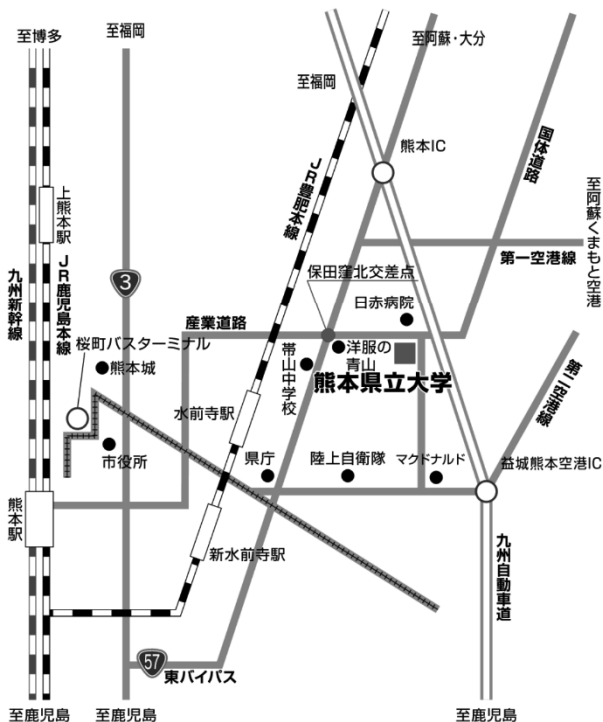 至博多
至福岡
至阿蘇・大分
至福岡
熊本IC
国体道路
至阿蘇くまもと空港
JR豊肥本線
上熊本駅
第一空港線
保田窪北交差点
九州新幹線
JR鹿児島本線
3
日赤病院
産業道路
桜町バスターミナル
洋服の
青山
帯山中学校
熊本城
熊本県立大学
第二空港線
水前寺駅
市役所
県庁
陸上自衛隊
マクドナルド
益城熊本空港IC
熊本駅
新水前寺駅
九州自動車道
57
東バイパス
至鹿児島
至鹿児島
至鹿児島